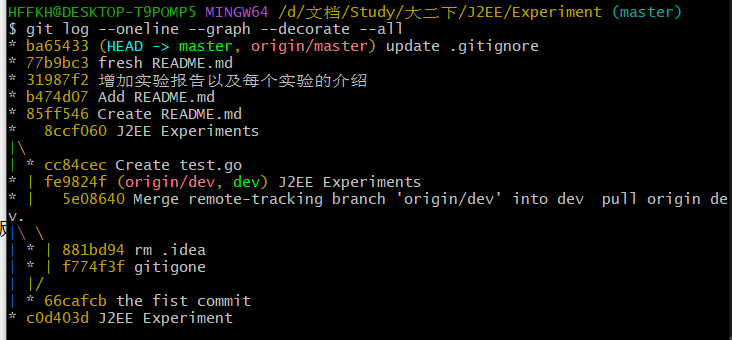 HFFKH@DESKTOP-T9POMP5 MINGW64 /d/文档/Study/大二下/J2EE/Experiment (master)
$ git log --oneline --graph --decorate --all
* ba65433 (HEAD -> master, origin/master) update .gitignore
* 77b9bc3 fresh README.md
* 31987f2 增加实验报告以及每个实验的介绍
* b474d07 Add README.md
* 85ff546 Create README.md
*   8ccf060 J2EE Experiments
|\
| * cc84cec Create test.go
* | fe9824f (origin/dev, dev) J2EE Experiments
* |   5e08640 Merge remote-tracking branch 'origin/dev' into dev  pull origin de
v.
|\ \
| * | 881bd94 rm .idea
| * | f774f3f gitigone
| |/
| * 66cafcb the fist commit
* c0d403d J2EE Experiment